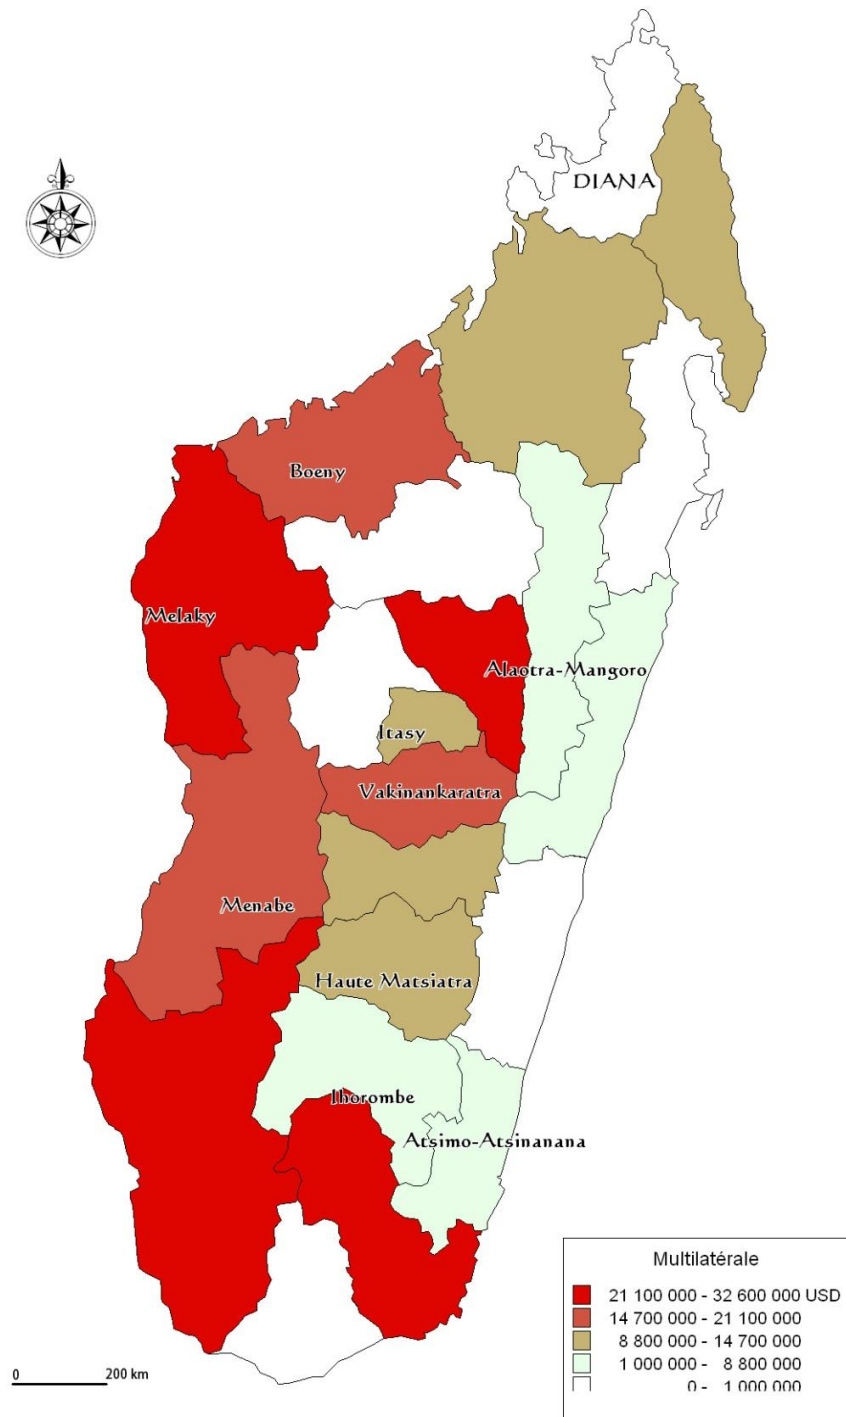 DIANA
Boeny
Melaky
Alaotra-Mangoro
Itasy
Vakinankaratra
Menabe
Haute Matsiatra
Ihorombe
Atsimo-Atsinanana
Multilatérale
21 100 000 - 32 600 000 USD
14 700 000 - 21 100 000
8 800 000 - 14 700 000
1 000 000 - 8 800 000
0 - 1 000 000
0 200 km